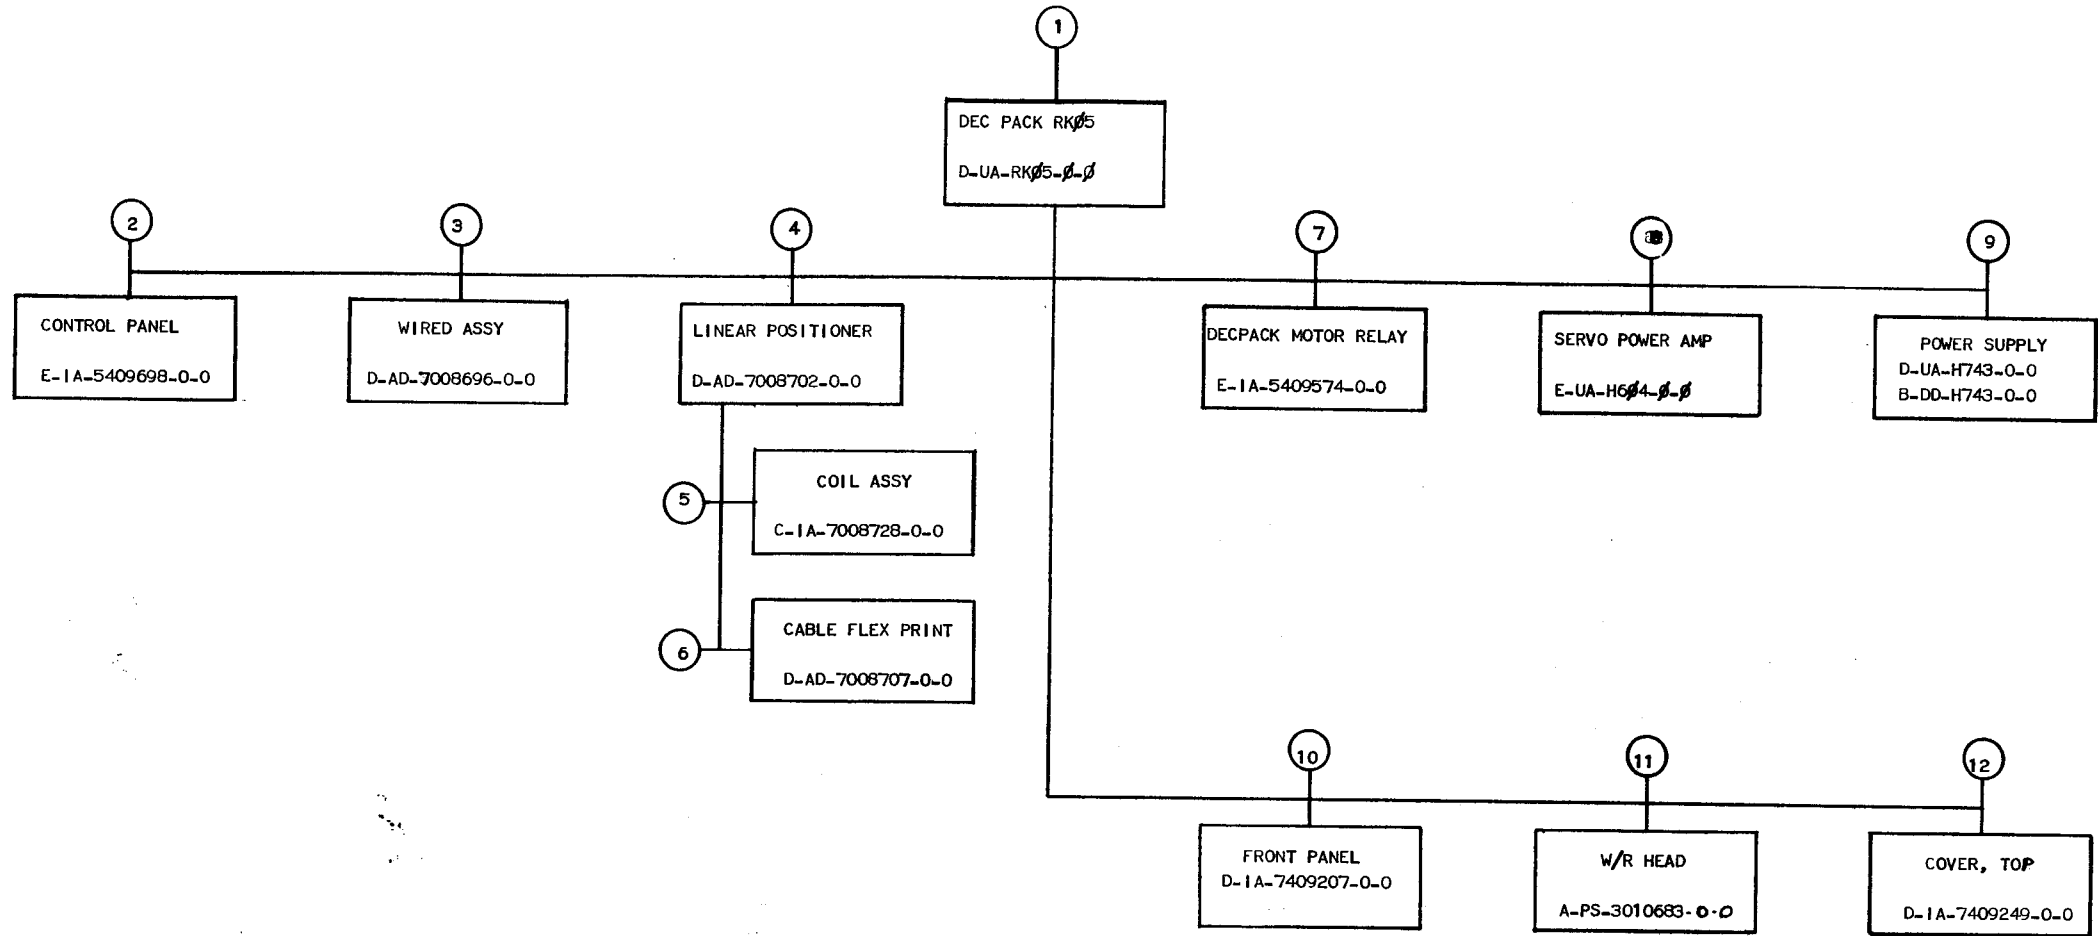 1
DEC PACK RKØ5
D-UA-RKØ5-Ø-Ø
2
3
4
7
9
CONTROL PANEL
E-IA-5409698-0-0
WIRED ASSY
D-AD-7008696-0-0
LINEAR POSITIONER
D-AD-7008702-0-0
DECPACK MOTOR RELAY
E-IA-5409574-0-0
SERVO POWER AMP
E-UA-H6Ø4-Ø-Ø
POWER SUPPLY
D-UA-H743-0-0
B-DD-H743-0-0
5
COIL ASSY
C-IA-7008728-0-0
6
CABLE FLEX PRINT
D-AD-7008707-0-0
10
11
12
FRONT PANEL
D-IA-7409207-0-0
W/R HEAD
A-PS-3010683-0-0
COVER, TOP
D-IA-7409249-0-0